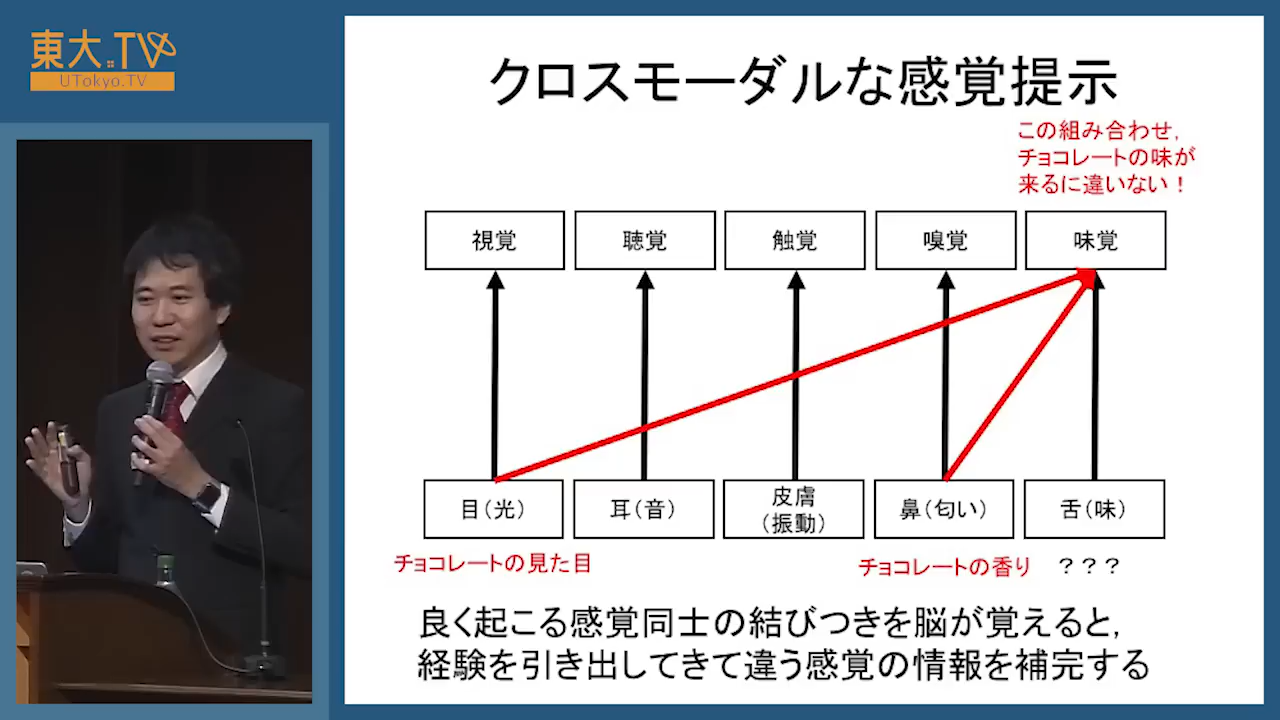 東大.TV
UTokyo.TV
クロスモーダルな感覚提示
この組み合わせ,
チョコレートの味が
来るに違いない！
視覚
聴覚
触覚
嗅覚
味覚
目（光）
耳（音）
皮膚
（振動）
鼻（匂い）
舌（味）
チョコレートの見た目
チョコレートの香り
？？？
良く起こる感覚同士の結びつきを脳が覚えると,
経験を引き出してきて違う感覚の情報を補完する